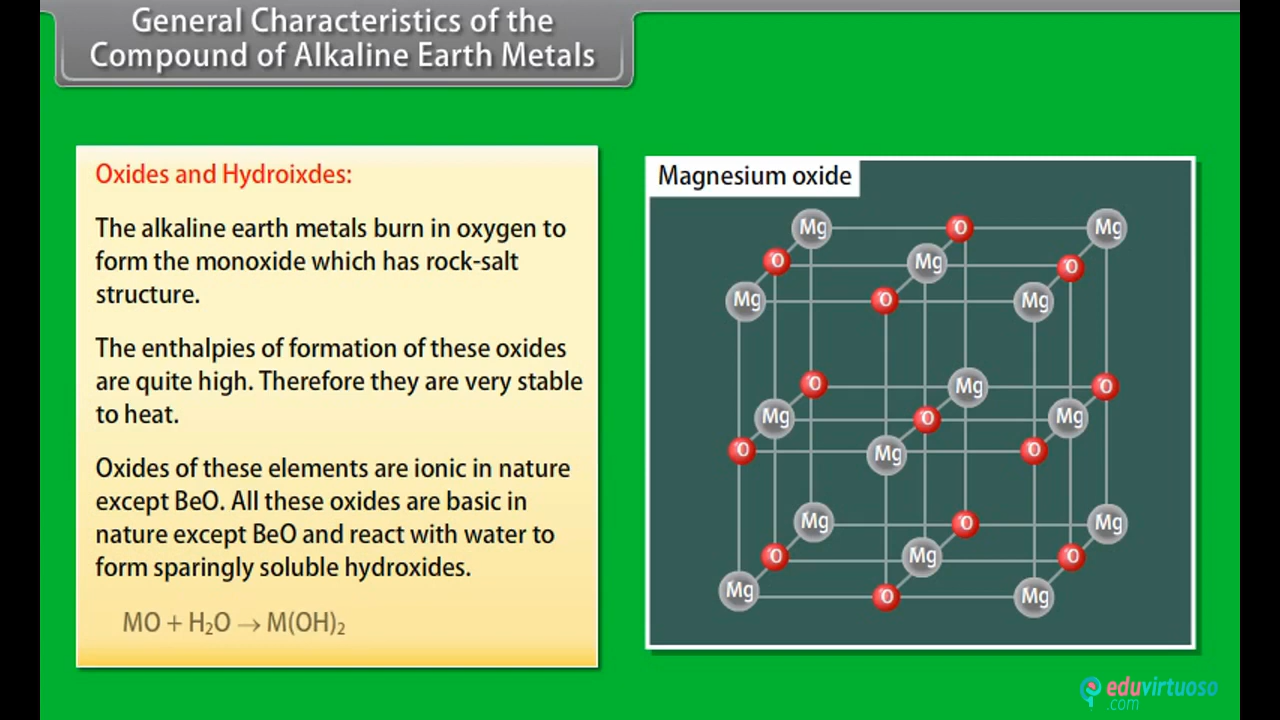 General Characteristics of the
Compound of Alkaline Earth Metals
Oxides and Hydroixdes:
The alkaline earth metals burn in oxygen to
form the monoxide which has rock-salt
structure.
The enthalpies of formation of these oxides
are quite high. Therefore they are very stable
to heat.
Oxides of these elements are ionic in nature
except BeO. All these oxides are basic in
nature except BeO and react with water to
form sparingly soluble hydroxides.
MO + H₂O → M(OH)₂
Magnesium oxide
Mg O Mg
O Mg O
Mg O Mg
O Mg O
Mg O Mg
O Mg O
Mg O Mg
O Mg O
Mg O Mg
eduvirtuoso
.com